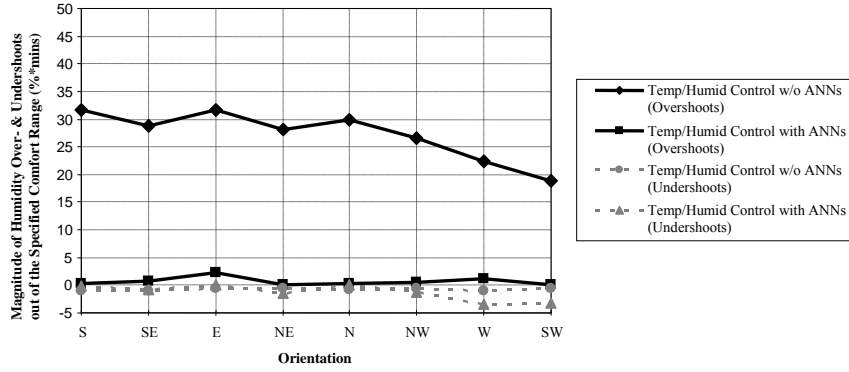 Magnitude of Humidity Over- & Undershoots
out of the Specified Comfort Range (%*mins)
50
45
40
35
30
25
20
15
10
5
0
-5
S SE E NE N NW W SW
Orientation
Temp/Humid Control w/o ANNs
(Overshoots)
Temp/Humid Control with ANNs
(Overshoots)
Temp/Humid Control w/o ANNs
(Undershoots)
Temp/Humid Control with ANNs
(Undershoots)